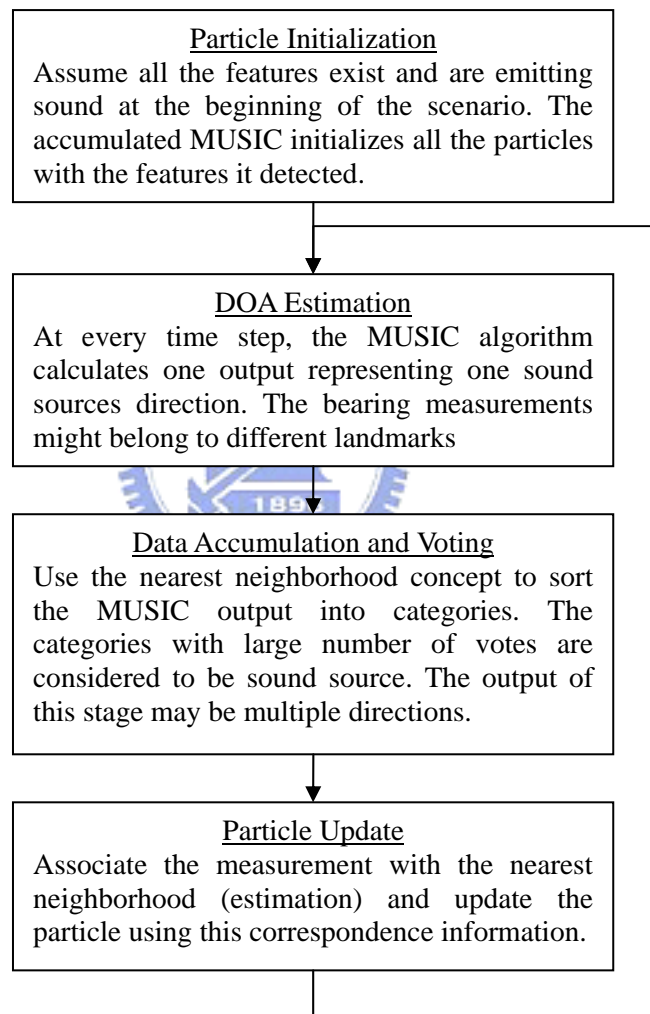 Particle Initialization
Assume all the features exist and are emitting
sound at the beginning of the scenario. The
accumulated MUSIC initializes all the particles
with the features it detected.
DOA Estimation
At every time step, the MUSIC algorithm
calculates one output representing one sound
sources direction. The bearing measurements
might belong to different landmarks
1896
Data Accumulation and Voting
Use the nearest neighborhood concept to sort
the MUSIC output into categories. The
categories with large number of votes are
considered to be sound source. The output of
this stage may be multiple directions.
Particle Update
Associate the measurement with the nearest
neighborhood (estimation) and update the
particle using this correspondence information.